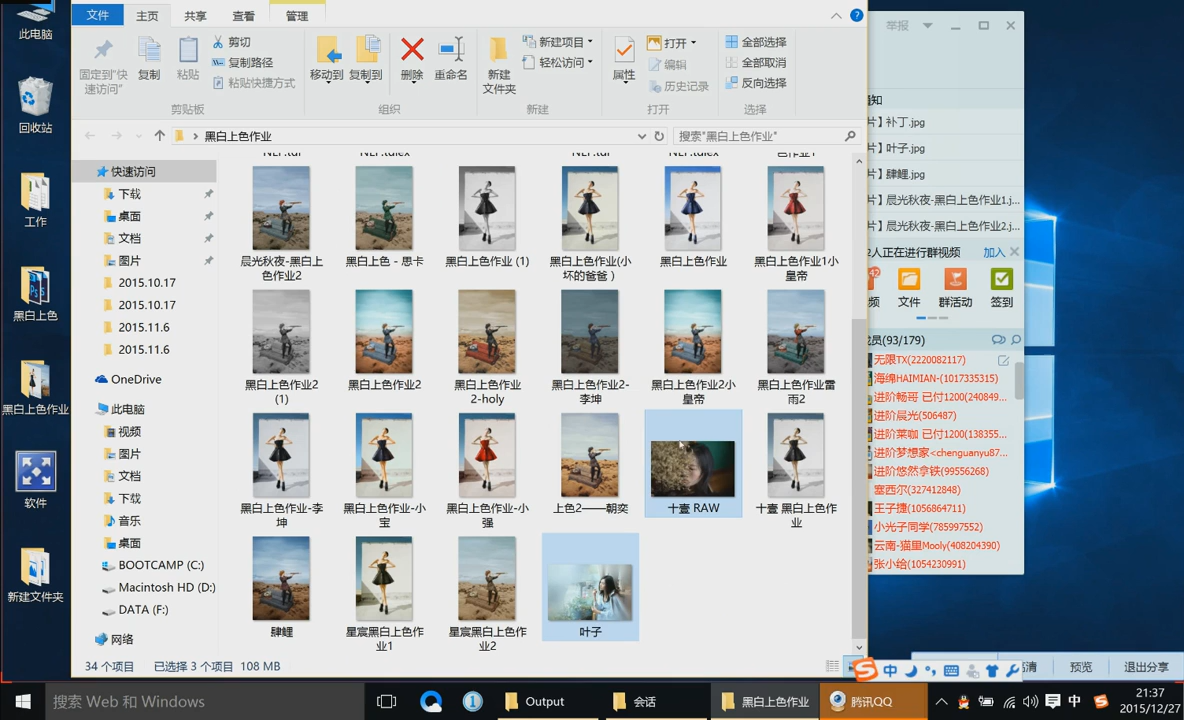 此电脑
回收站
工作
黑白上色
黑白上色作业
软件
新建文件夹
文件
主页
共享
查看
管理
固定到"快
速访问"
复制
粘贴
剪切
复制路径
粘贴快捷方式
剪贴板
移动到
复制到
删除
重命名
组织
新建
文件夹
新建项目
轻松访问
新建
属性
打开
编辑
历史记录
打开
全部选择
全部取消
反向选择
选择
黑白上色作业
搜索"黑白上色作业"
快速访问
下载
桌面
文档
图片
2015.10.17
2015.10.17
2015.11.6
2015.11.6
OneDrive
此电脑
视频
图片
文档
下载
音乐
桌面
BOOTCAMP (C:)
Macintosh HD (D:)
DATA (F:)
网络
晨光秋夜-黑白上
色作业2
黑白上色 - 思卡
黑白上色作业 (1)
黑白上色作业(小
坏的爸爸 )
黑白上色作业
黑白上色作业1小
皇帝
黑白上色作业2
(1)
黑白上色作业2
黑白上色作业
2-holy
黑白上色作业2-
李坤
黑白上色作业2小
皇帝
黑白上色作业雷
雨2
黑白上色作业-李
坤
黑白上色作业-小
宝
黑白上色作业-小
强
上色2——朝奕
十壹 RAW
十壹 黑白上色作
业
肆鲤
星宸黑白上色作
业1
星宸黑白上色作
业2
叶子
34 个项目
已选择 3 个项目
108 MB
举报
知
片】补丁.jpg
片】叶子.jpg
片】肆鲤.jpg
片】晨光秋夜-黑白上色作业1.j...
片】晨光秋夜-黑白上色作业2.j...
2人正在进行群视频
加入
42
频
文件
群活动
签到
成员(93/179)
无限TX(2220082117)
海绵HAIMIAN-(1017335315)
进阶畅哥 已付1200(240849...
进阶晨光(506487)
进阶莱咖 已付1200(138355...
进阶梦想家<chenguanyu87...
进阶悠然拿铁(99556268)
塞西尔(327412848)
王子捷(1056864711)
小光子同学(785997552)
云南-猫里Mooly(408204390)
张小给(1054230991)
中
清
预览
退出分享
搜索 Web 和 Windows
Output
会话
黑白上色作业
腾讯QQ
中
21:37
2015/12/27